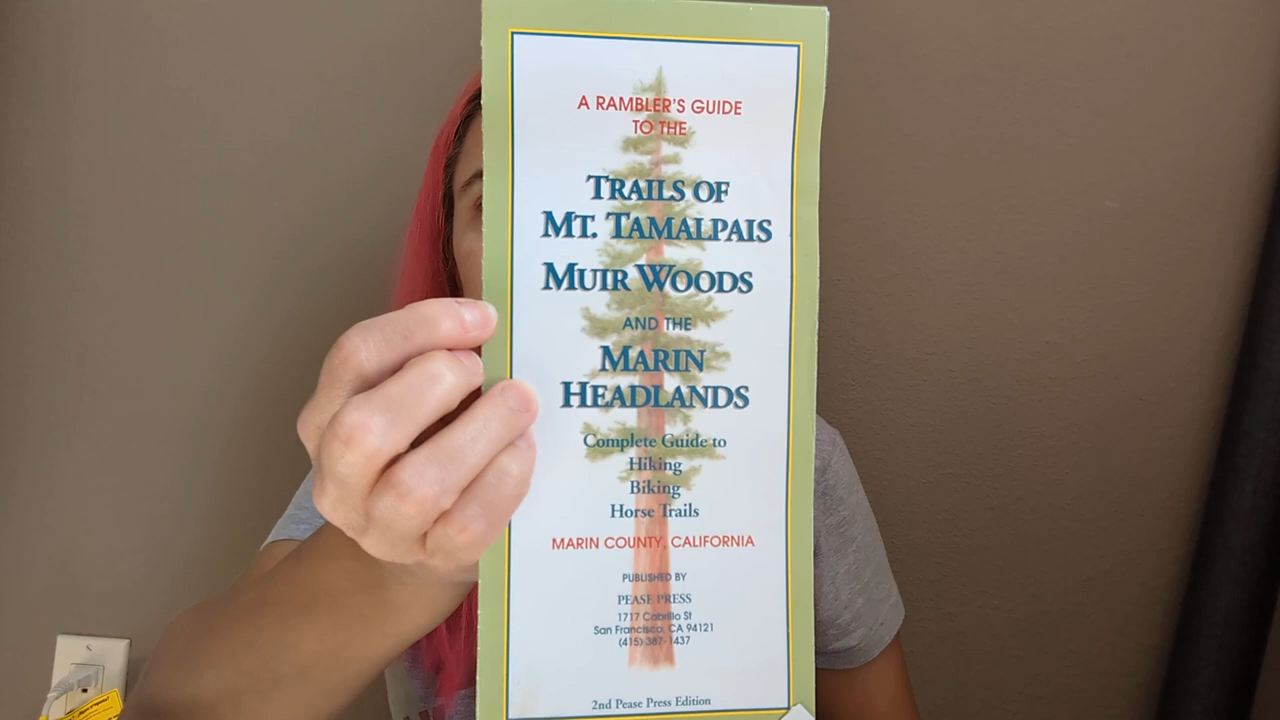 A RAMBLER'S GUIDE
TO THE
TRAILS OF
MT. TAMALPAIS
MUIR WOODS
AND THE
MARIN
HEADLANDS
Complete Guide to
Hiking
Biking
Horse Trails
MARIN COUNTY, CALIFORNIA
PUBLISHED BY
PEASE PRESS
1717 Cabrillo St
San Francisco, CA 94121
(415) 387-1437
2nd Pease Press Edition